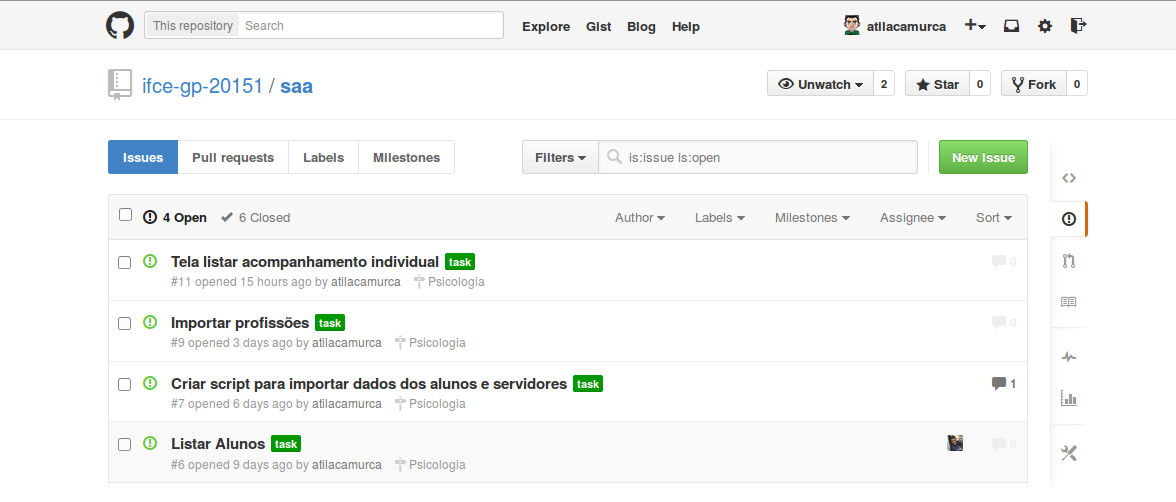 This repository Search Explore Gist Blog Help atilacamurca
ifce-gp-20151 / saa Unwatch 2 Star 0 Fork 0
Issues Pull requests Labels Milestones Filters is:issue is:open New issue
4 Open 6 Closed Author Labels Milestones Assignee Sort
Tela listar acompanhamento individual task 0
#11 opened 15 hours ago by atilacamurca Psicologia
Importar profissões task 0
#9 opened 3 days ago by atilacamurca Psicologia
Criar script para importar dados dos alunos e servidores task 1
#7 opened 6 days ago by atilacamurca Psicologia
Listar Alunos task 0
#6 opened 9 days ago by atilacamurca Psicologia